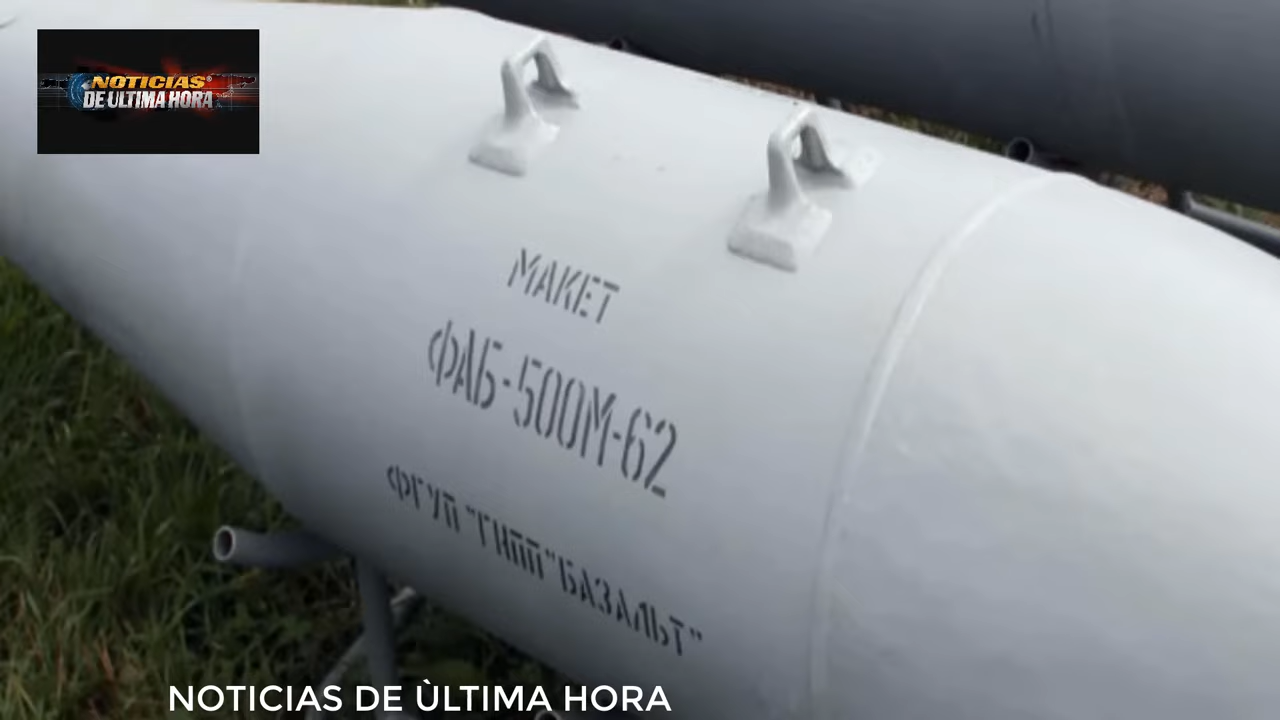 NOTICIAS®
DE ULTIMA HORA
МАКЕТ
ФАБ-500М-62
ФГУП "ГНПП"БАЗАЛЬТ"
NOTICIAS DE ÙLTIMA HORA